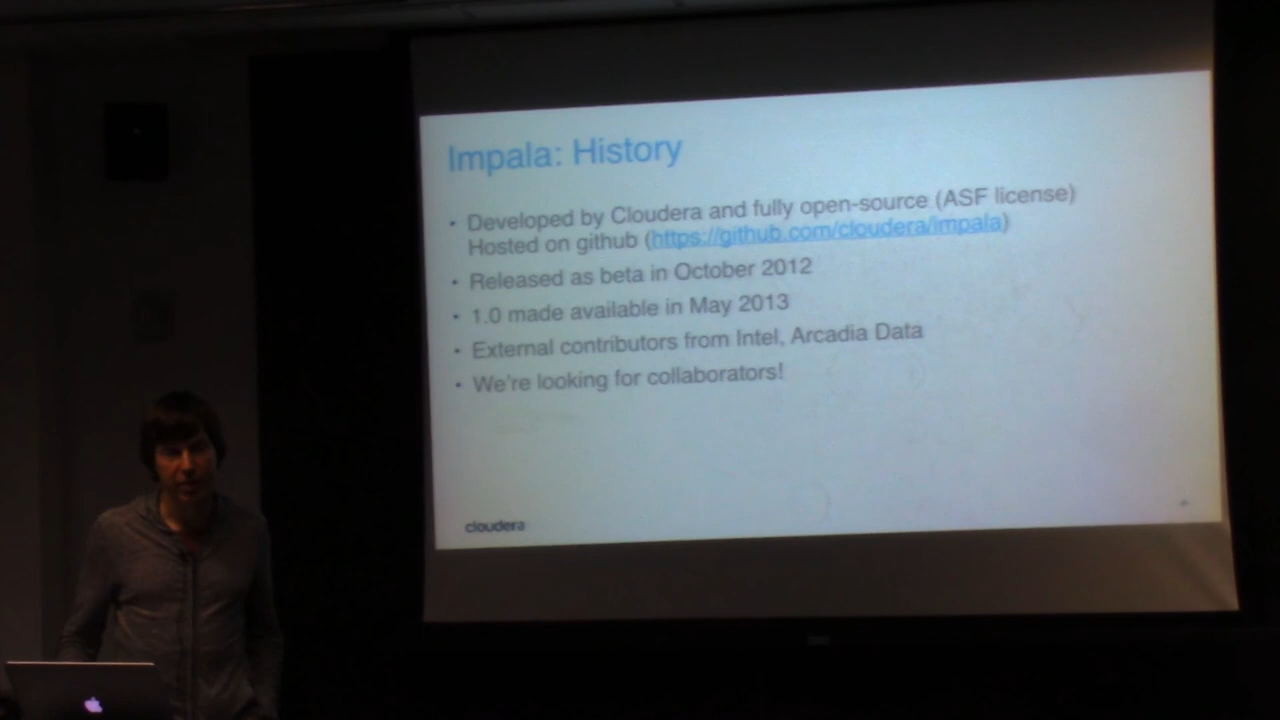 Impala: History
• Developed by Cloudera and fully open-source (ASF license)
Hosted on github (https://github.com/cloudera/impala)
• Released as beta in October 2012
• 1.0 made available in May 2013
• External contributors from Intel, Arcadia Data
• We're looking for collaborators!
cloudera